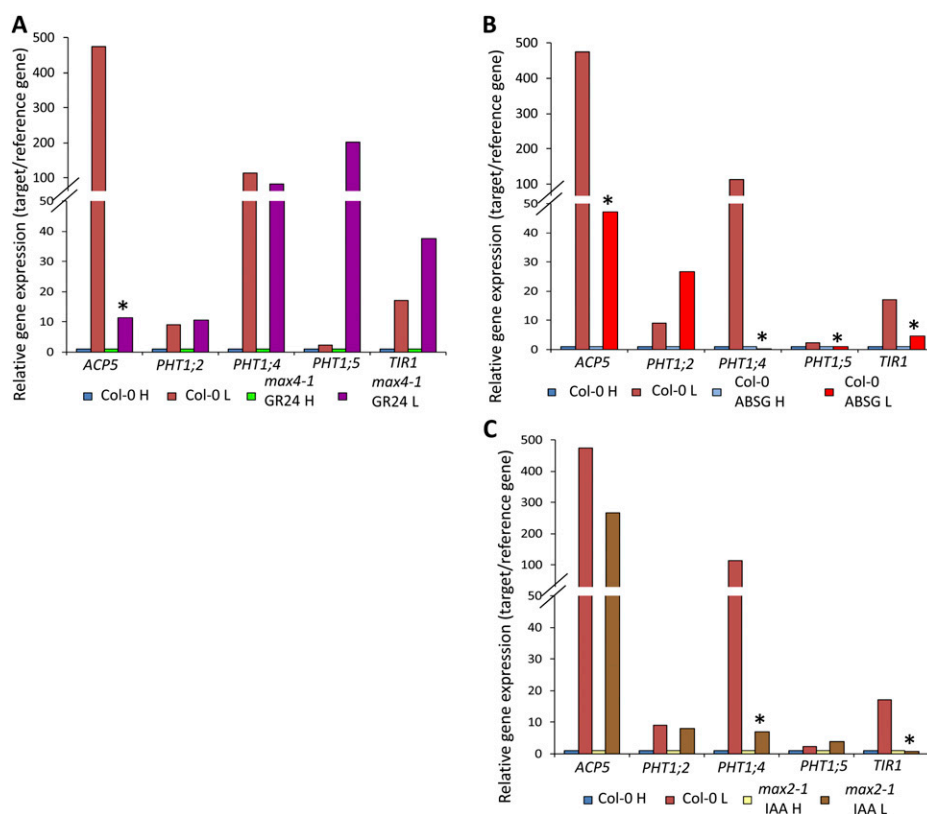 A
Relative gene expression (target/reference gene)
500
400
300
200
100
50
40
30
20
10
0
*
ACP5 PHT1;2 PHT1;4 PHT1;5 TIR1
Col-0 H Col-0 L max4-1 GR24 H max4-1 GR24 L
B
Relative gene expression (target/reference gene)
500
400
300
200
100
50
40
30
20
10
0
* * * *
ACP5 PHT1;2 PHT1;4 PHT1;5 TIR1
Col-0 H Col-0 L Col-0 ABSG H Col-0 ABSG L
C
Relative gene expression (target/reference gene)
500
400
300
200
100
50
40
30
20
10
0
* *
ACP5 PHT1;2 PHT1;4 PHT1;5 TIR1
Col-0 H Col-0 L max2-1 IAA H max2-1 IAA L